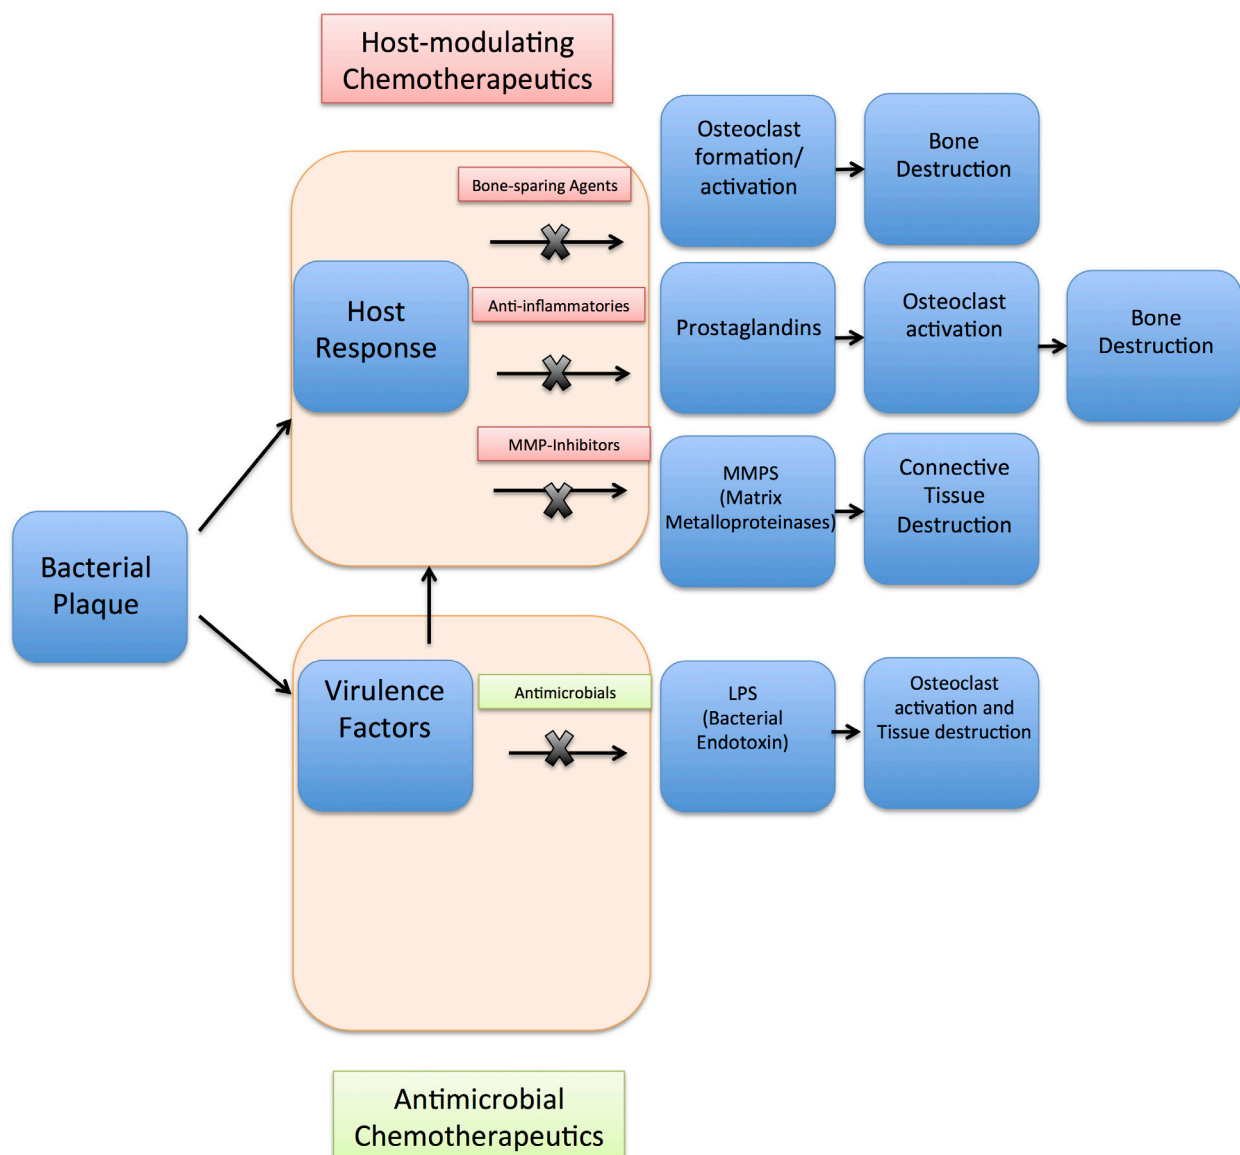 Host-modulating
Chemotherapeutics
Bone-sparing Agents
Osteoclast
formation/
activation
Bone
Destruction
Host
Response
Anti-inflammatories
Prostaglandins
Osteoclast
activation
Bone
Destruction
MMP-Inhibitors
MMPS
(Matrix
Metalloproteinases)
Connective
Tissue
Destruction
Bacterial
Plaque
Virulence
Factors
Antimicrobials
LPS
(Bacterial
Endotoxin)
Osteoclast
activation and
Tissue destruction
Antimicrobial
Chemotherapeutics